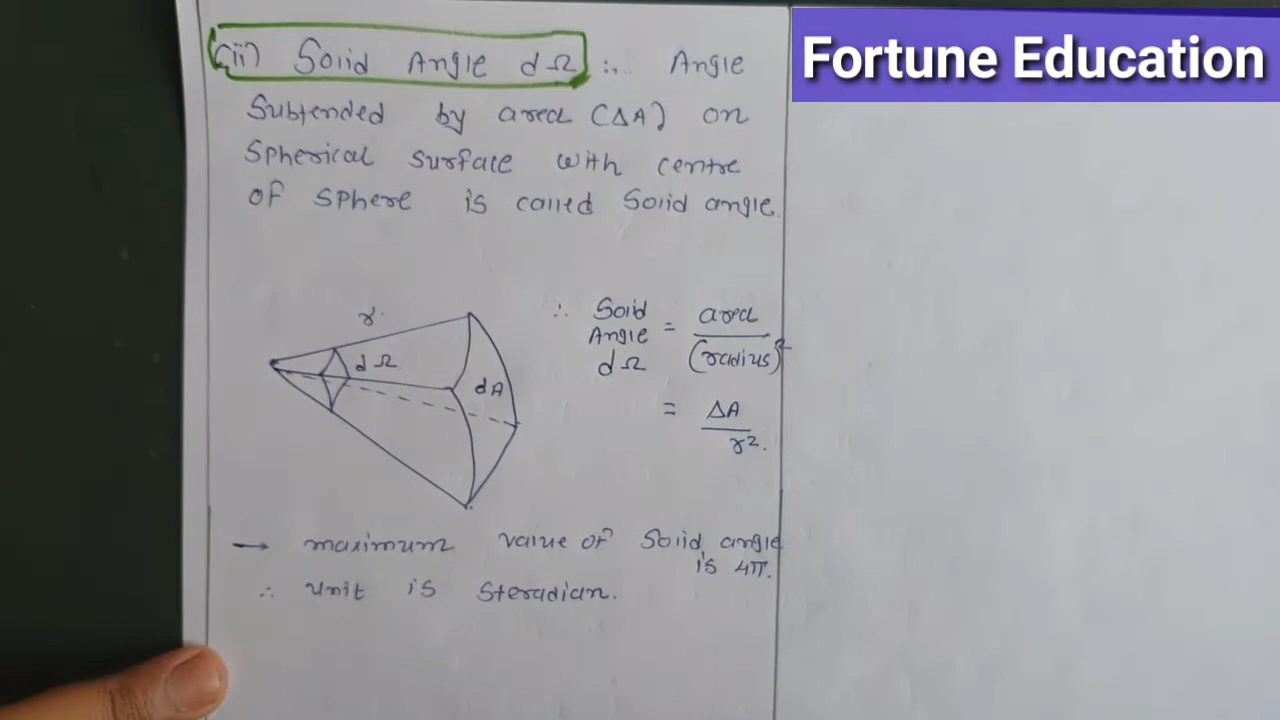 (ii) Solid Angle dΩ :. Angle
Fortune Education
subtended by area (ΔA) on
spherical surface with centre
of sphere is called solid angle.
r
dΩ
dA
∴ Solid Angle dΩ = area / (radius)²
= ΔA / r².
→ maximum value of solid angle
is 4π.
∴ unit is steradian.